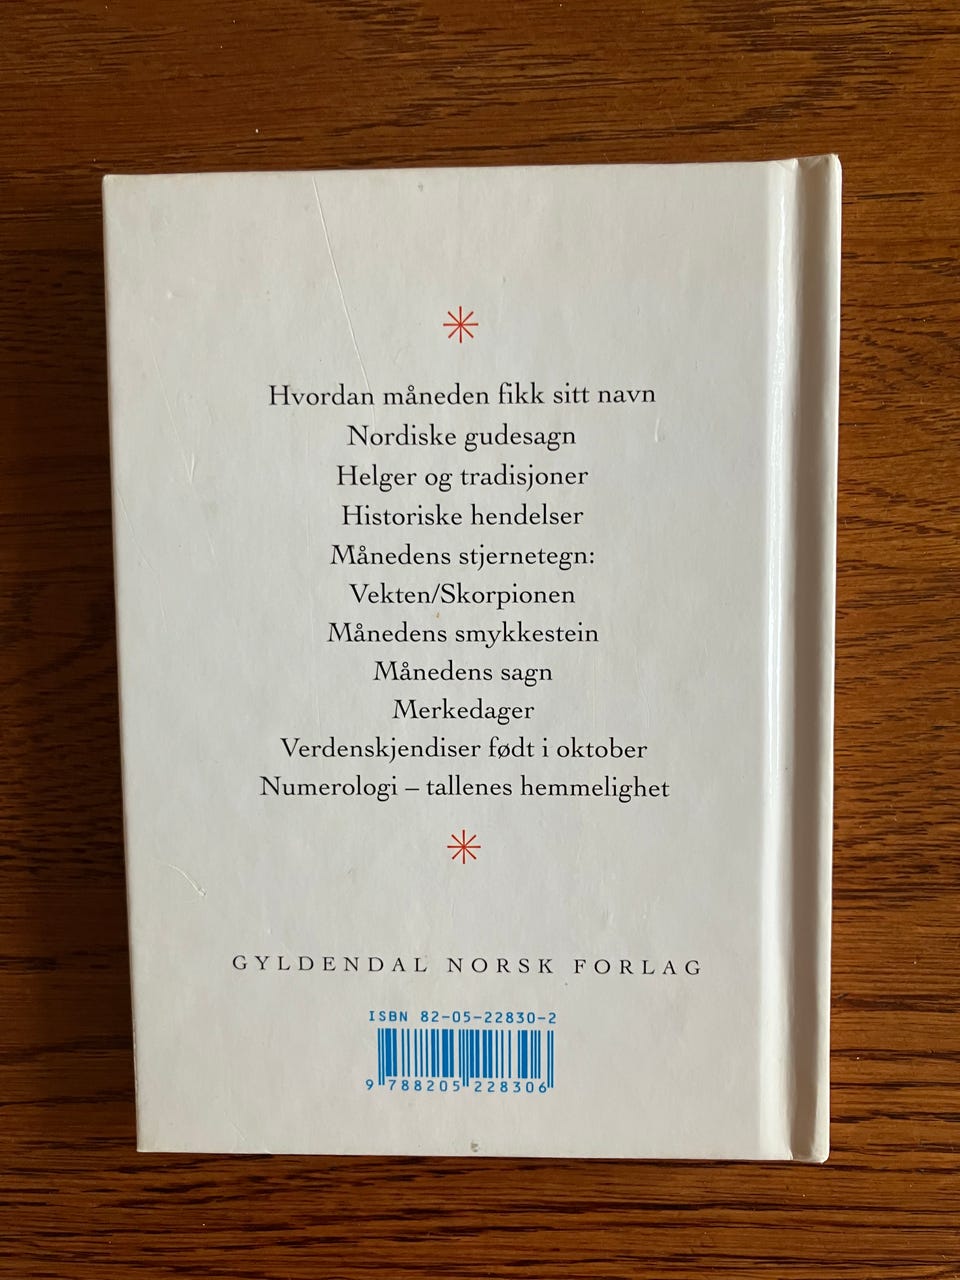 Hvordan måneden fikk sitt navn
Nordiske gudesagn
Helger og tradisjoner
Historiske hendelser
Månedens stjernetegn:
Vekten/Skorpionen
Månedens smykkestein
Månedens sagn
Merkedager
Verdenskjendiser født i oktober
Numerologi – tallenes hemmelighet
GYLDENDAL NORSK FORLAG
ISBN 82-05-22830-2
9 788205 228306